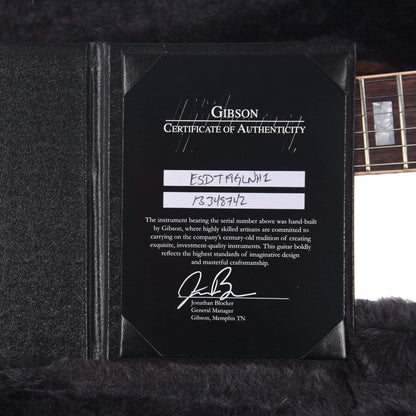 GIBSON
CERTIFICATE OF AUTHENTICITY
ESDTAGLNH1
13348742
The instrument bearing the serial number above was hand-built
by Gibson, where highly skilled artisans are committed to
carrying on the company's century-old tradition of creating
exquisite, investment-quality instruments. This guitar boldly
reflects the highest standards of imaginative design
and masterful craftsmanship.
Jonathan Blocker
General Manager
Gibson, Memphis TN